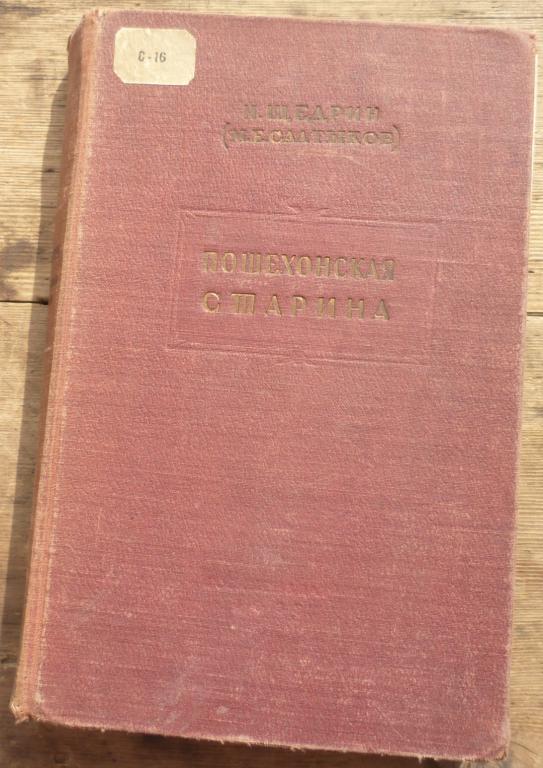 С-16
Н. ЩЕДРИН
(М. Е. САЛТЫКОВ)
ПОШЕХОНСКАЯ
СТАРИНА